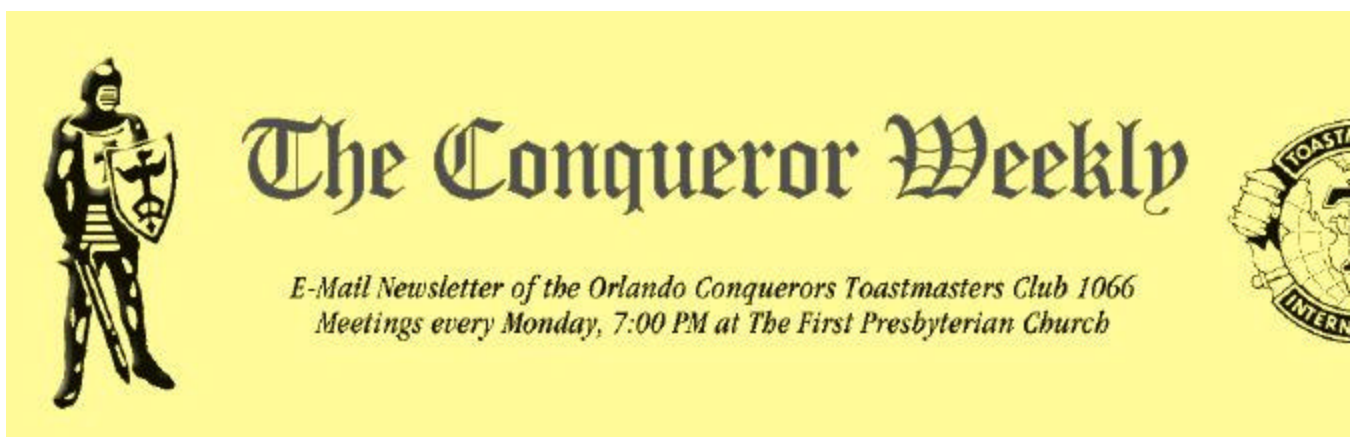 The Conqueror Weekly
E-Mail Newsletter of the Orlando Conquerors Toastmasters Club 1066
Meetings every Monday, 7:00 PM at The First Presbyterian Church